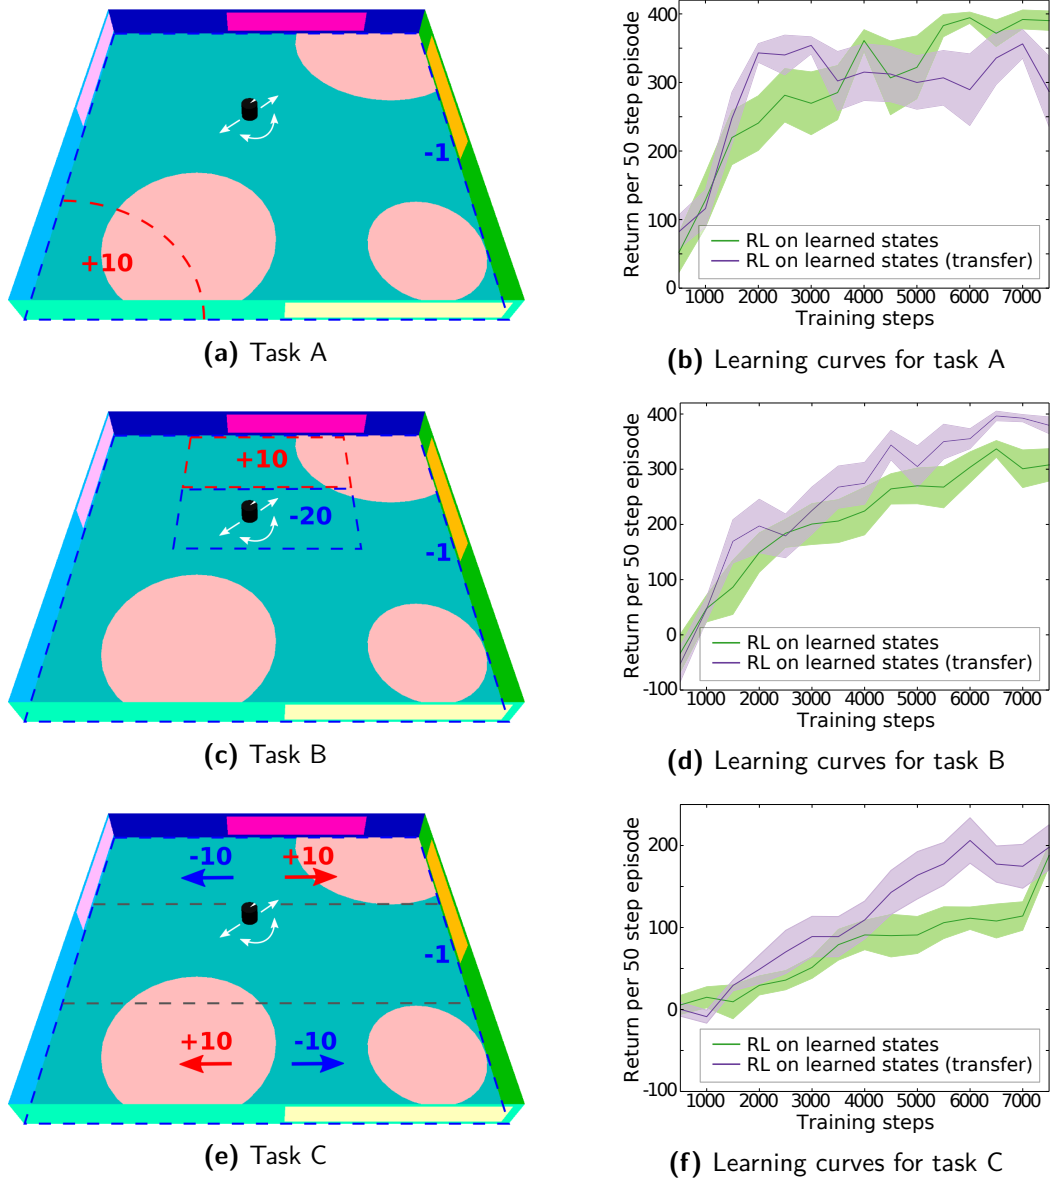 -1
+10
(a) Task A
Return per 50 step episode
400
300
200
100
0
RL on learned states
RL on learned states (transfer)
1000 2000 3000 4000 5000 6000 7000
Training steps
(b) Learning curves for task A
+10
-20
-1
(c) Task B
Return per 50 step episode
400
300
200
100
0
-100
RL on learned states
RL on learned states (transfer)
1000 2000 3000 4000 5000 6000 7000
Training steps
(d) Learning curves for task B
-10 +10
-1
+10 -10
(e) Task C
Return per 50 step episode
200
100
0
-100
RL on learned states
RL on learned states (transfer)
1000 2000 3000 4000 5000 6000 7000
Training steps
(f) Learning curves for task C